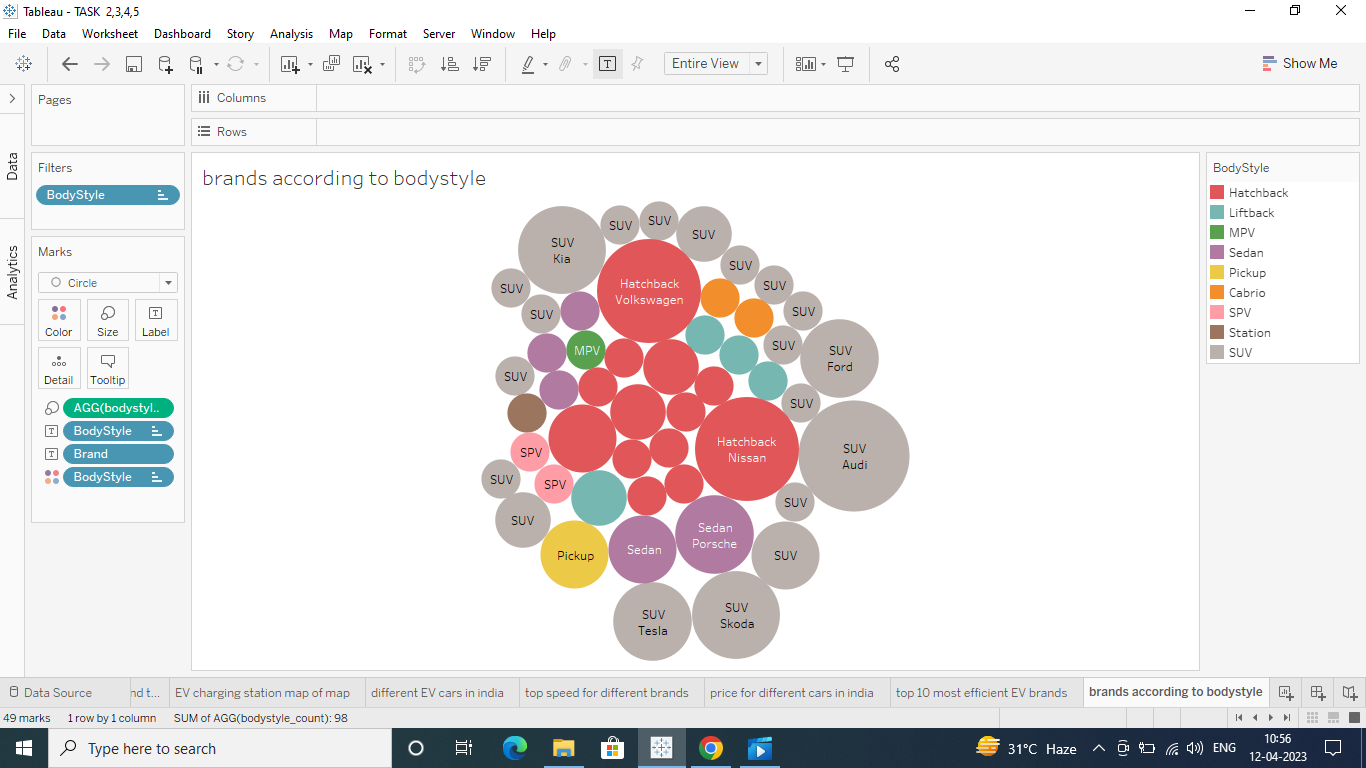 Tableau - TASK 2,3,4,5
File Data Worksheet Dashboard Story Analysis Map Format Server Window Help
Entire View
Show Me
Data
Analytics
Pages
Filters
BodyStyle
Marks
Circle
Color Size Label
Detail Tooltip
AGG(bodystyl..
BodyStyle
Brand
BodyStyle
Columns
Rows
brands according to bodystyle
SUV
SUV
SUV
SUV
Kia
Hatchback
Volkswagen
SUV
SUV
SUV
SUV
SUV
SUV
MPV
SUV
Ford
SUV
SUV
Hatchback
Nissan
SUV
Audi
SPV
SUV
SPV
SUV
SUV
Sedan
Porsche
Pickup
Sedan
SUV
SUV
Tesla
SUV
Skoda
BodyStyle
Hatchback
Liftback
MPV
Sedan
Pickup
Cabrio
SPV
Station
SUV
Data Source
nd t...
EV charging station map of map
different EV cars in india
top speed for different brands
price for different cars in india
top 10 most efficient EV brands
brands according to bodystyle
49 marks 1 row by 1 column SUM of AGG(bodystyle_count): 98
Type here to search
31°C Haze
ENG
10:56
12-04-2023